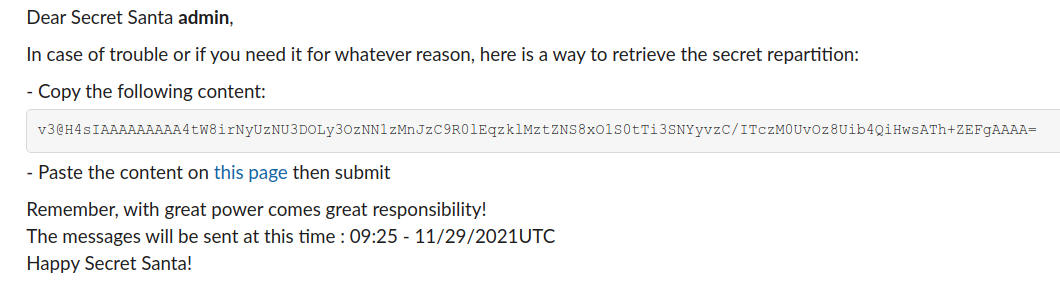 Dear Secret Santa admin,
In case of trouble or if you need it for whatever reason, here is a way to retrieve the secret repartition:
- Copy the following content:
v3@H4sIAAAAAAAAA4tW8irNyUzNU3DOLy3OzNN1zMnJzC9R0lEqzklMztZNS8xO1S0tTi3SNYyvzC/ITczM0UvOz8Uib4QiHwsATh+ZEFgAAAA=
- Paste the content on this page then submit
Remember, with great power comes great responsibility!
The messages will be sent at this time : 09:25 - 11/29/2021UTC
Happy Secret Santa!